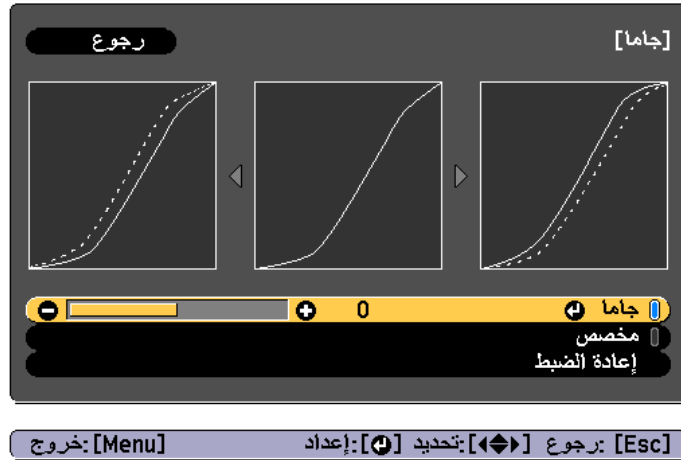 [جاما]
رجوع
جاما 0
مخصص
إعادة الضبط
[Esc] :رجوع [تحديد:[ [إعداد:[ [Menu]:خروج